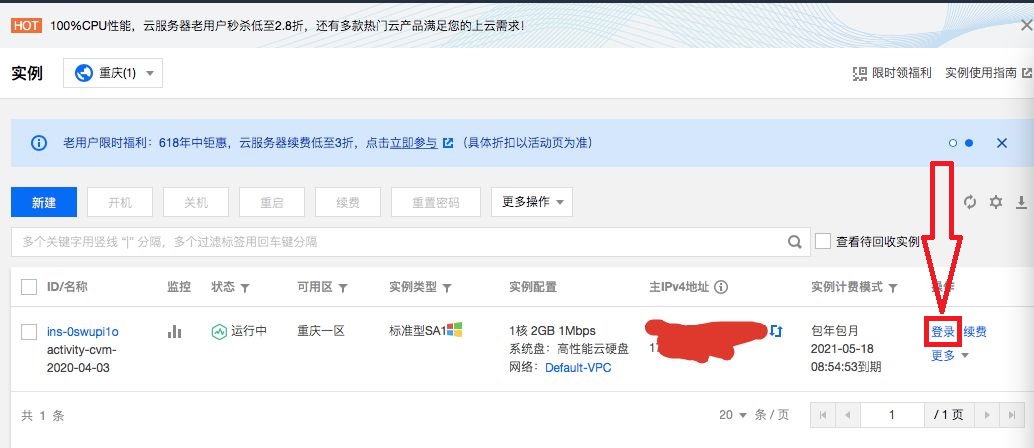 HOT 100%CPU性能，云服务器老用户秒杀低至2.8折，还有多款热门云产品满足您的上云需求！
实例 重庆(1) 限时领福利 实例使用指南
老用户限时福利：618年中钜惠，云服务器续费低至3折，点击立即参与（具体折扣以活动页为准）
新建 开机 关机 重启 续费 重置密码 更多操作
多个关键字用竖线 "|" 分隔，多个过滤标签用回车键分隔 查看待回收实例
ID/名称 监控 状态 可用区 实例类型 实例配置 主IPv4地址 实例计费模式 操作
ins-0swupi1o 运行中 重庆一区 标准型SA1 1核 2GB 1Mbps 包年包月 登录 续费
activity-cvm- 系统盘：高性能云硬盘 2021-05-18 更多
2020-04-03 网络：Default-VPC 08:54:53到期
共 1 条 20 条 / 页 1 / 1 页